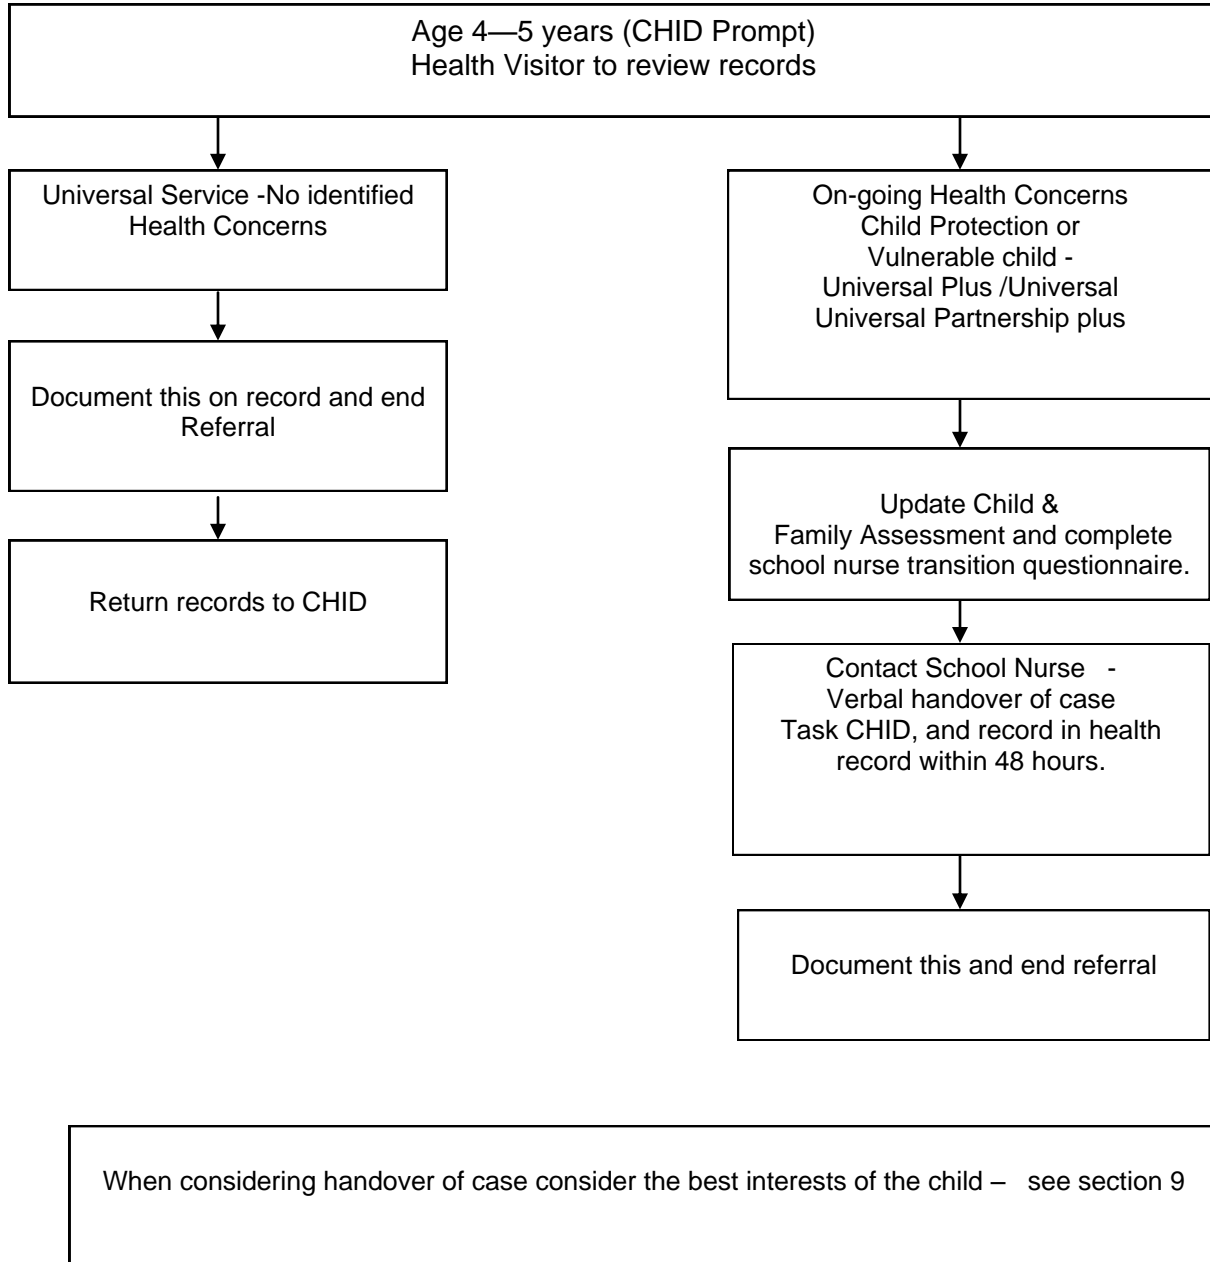 Age 4—5 years (CHID Prompt)
Health Visitor to review records
Universal Service -No identified
Health Concerns
Document this on record and end
Referral
Return records to CHID
On-going Health Concerns
Child Protection or
Vulnerable child -
Universal Plus /Universal
Universal Partnership plus
Update Child &
Family Assessment and complete
school nurse transition questionnaire.
Contact School Nurse -
Verbal handover of case
Task CHID, and record in health
record within 48 hours.
Document this and end referral
When considering handover of case consider the best interests of the child – see section 9